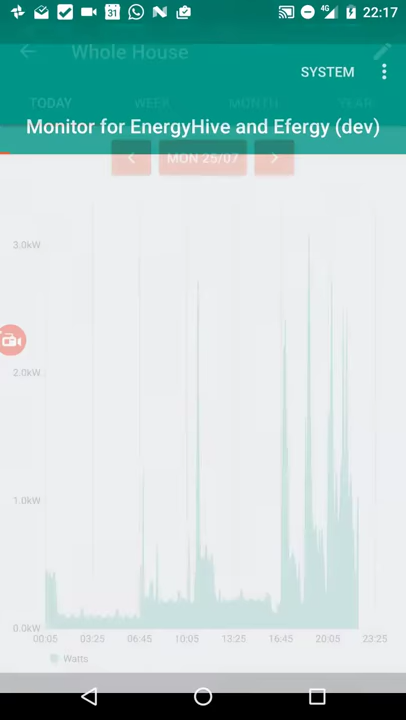 31
4G
22:17
Whole House
SYSTEM
TODAY
WEEK
MONTH
YEAR
Monitor for EnergyHive and Efergy (dev)
MON 25/07
3.0kW
2.0kW
1.0kW
0.0kW
00:05
03:25
06:45
10:05
13:25
16:45
20:05
23:25
Watts